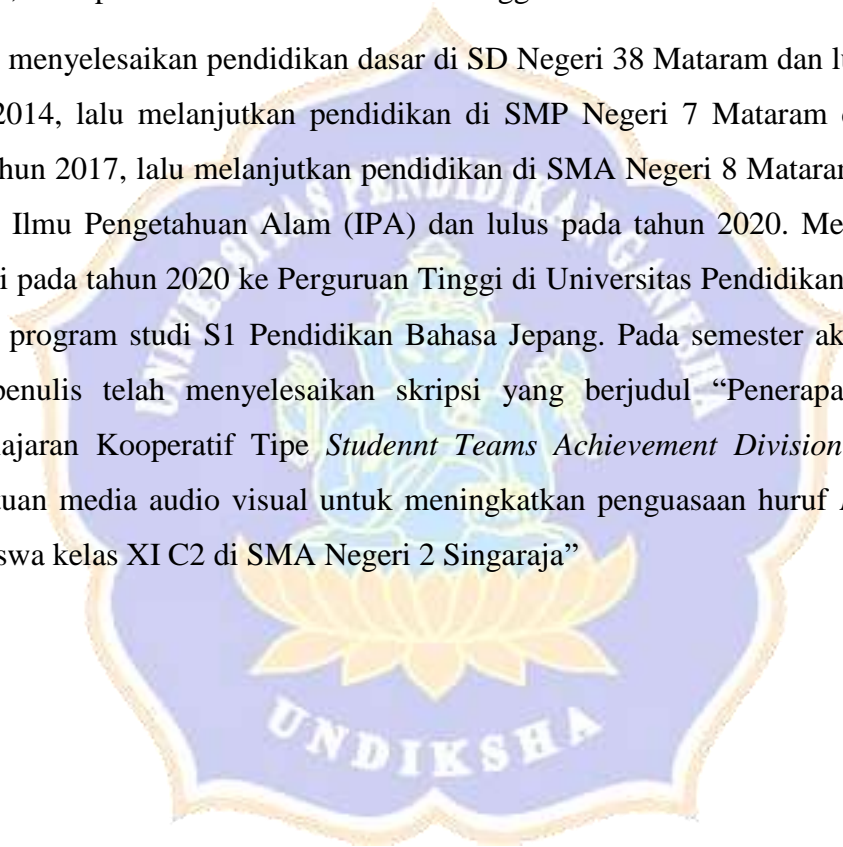 menyelesaikan pendidikan dasar di SD Negeri 38 Mataram dan
2014, lalu melanjutkan pendidikan di SMP Negeri 7 Mataram
hun 2017, lalu melanjutkan pendidikan di SMA Negeri 8 Mataram
Ilmu Pengetahuan Alam (IPA) dan lulus pada tahun 2020. Me
i pada tahun 2020 ke Perguruan Tinggi di Universitas Pendidikan
program studi S1 Pendidikan Bahasa Jepang. Pada semester ak
penulis telah menyelesaikan skripsi yang berjudul “Penerapa
ajaran Kooperatif Tipe Studennt Teams Achievement Division
tuan media audio visual untuk meningkatkan penguasaan huruf
swa kelas XI C2 di SMA Negeri 2 Singaraja”
UNIVERSITAS PENDIDIKAN GANESHA
UNDIKSHA